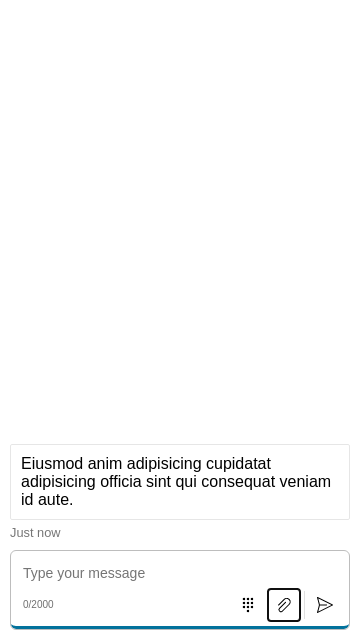 Eiusmod anim adipisicing cupidatat
adipisicing officia sint qui consequat veniam
id aute.
Just now
Type your message
0/2000